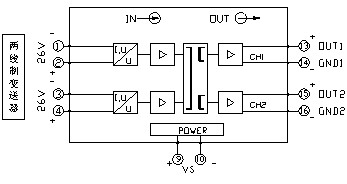 IN OUT
两线制变送器
- 26V +
- 26V +
1
2
3
4
I,U
U
I,U
U
CH1
CH2
POWER
13 + OUT1
14 - GND1
15 + OUT2
16 - GND2
+ 9 10 -
VS